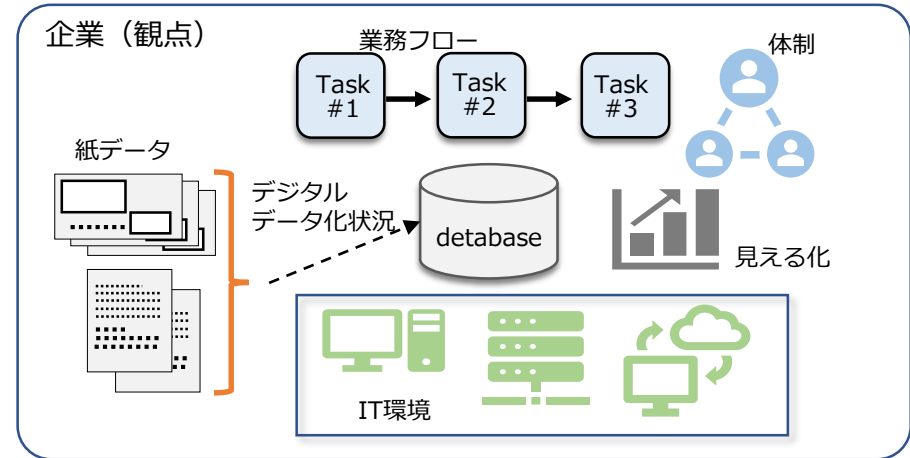 企業（観点）
業務フロー
体制
Task
#1
Task
#2
Task
#3
紙データ
デジタル
データ化状況
detabase
見える化
IT環境